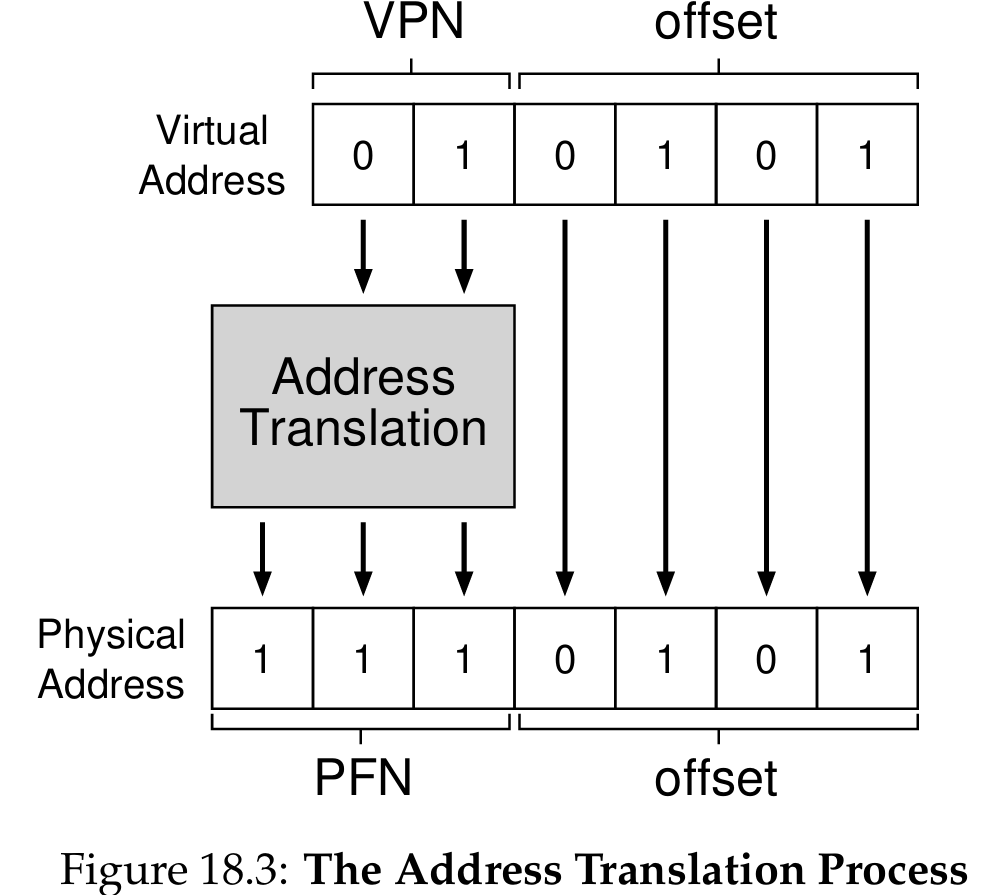 VPN offset
Virtual
Address
0 1 0 1 0 1
Address
Translation
Physical
Address
1 1 1 0 1 0 1
PFN offset
Figure 18.3: The Address Translation Process